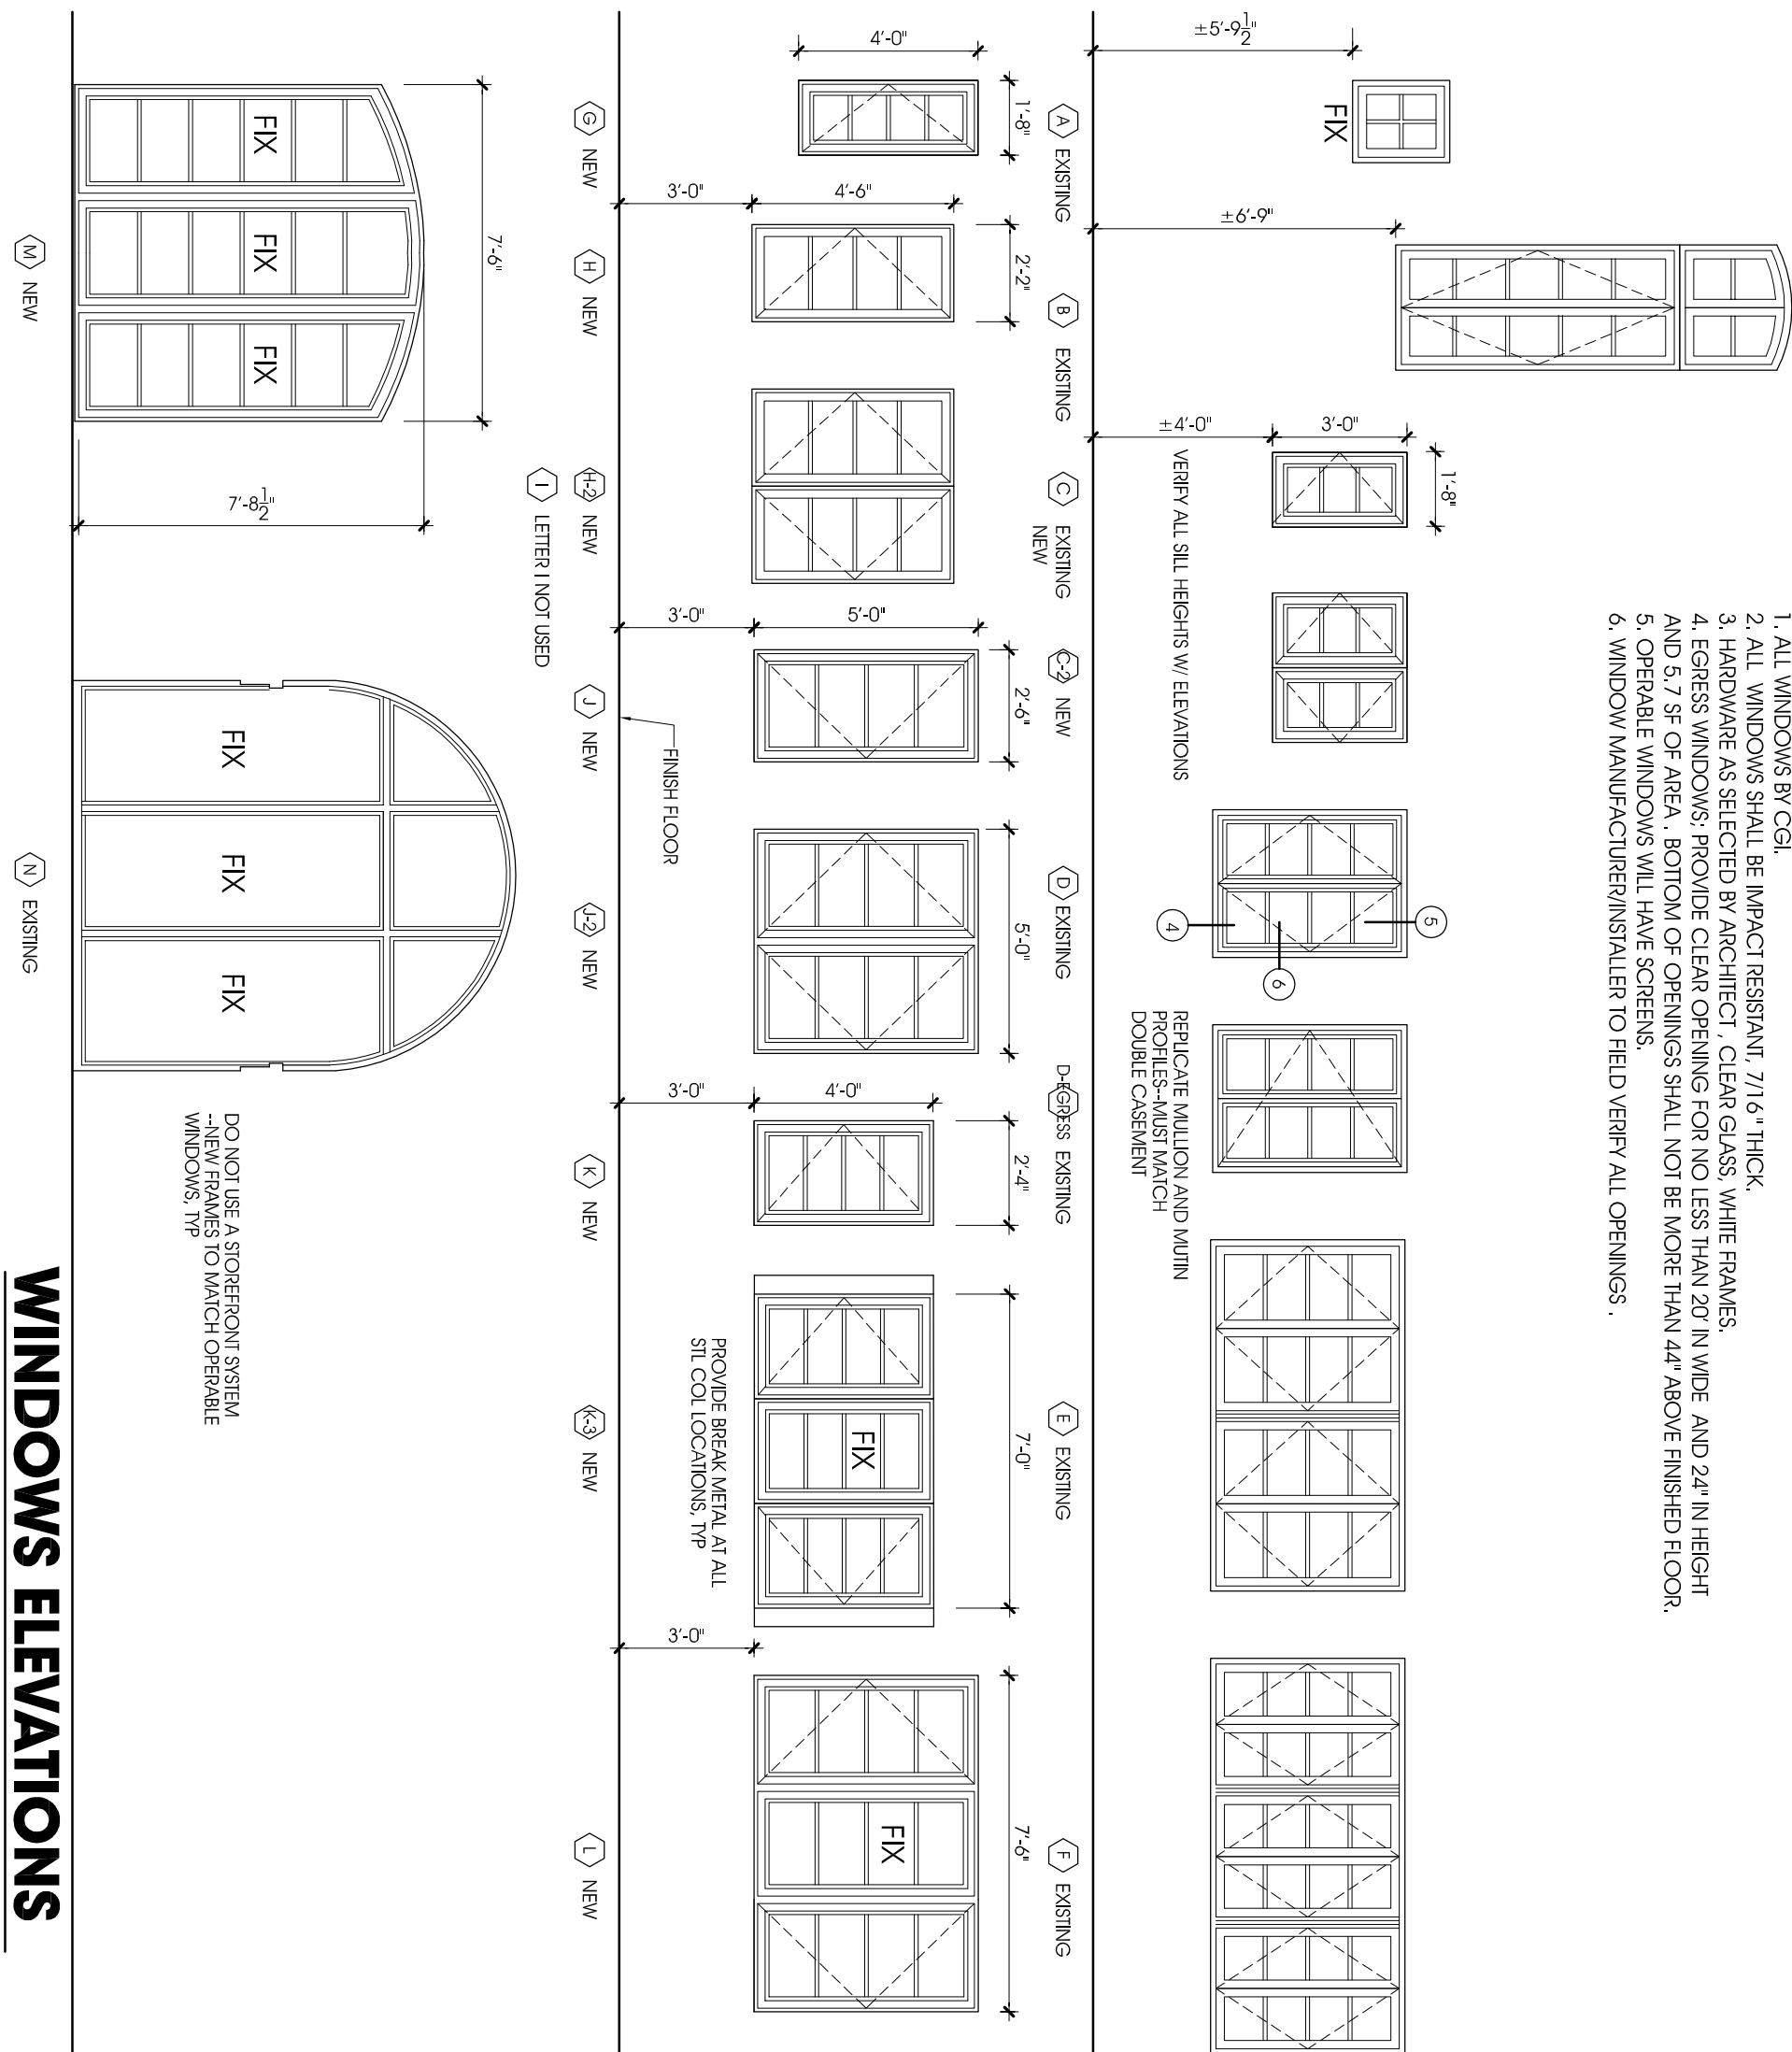 1. ALL WINDOWS BY CGI.
2. ALL WINDOWS SHALL BE IMPACT RESISTANT, 7/16" THICK.
3. HARDWARE AS SELECTED BY ARCHITECT , CLEAR GLASS, WHITE FRAMES.
4. EGRESS WINDOWS; PROVIDE CLEAR OPENING FOR NO LESS THAN 20' IN WIDE AND 24" IN HEIGHT
AND 5.7 SF OF AREA . BOTTOM OF OPENINGS SHALL NOT BE MORE THAN 44" ABOVE FINISHED FLOOR.
5. OPERABLE WINDOWS WILL HAVE SCREENS.
6. WINDOW MANUFACTURER/INSTALLER TO FIELD VERIFY ALL OPENINGS .
±5'-9½"
FIX
±6'-9"
±4'-0"
3'-0"
1'-8"
VERIFY ALL SILL HEIGHTS W/ ELEVATIONS
5
4
6
REPLICATE MULLION AND MUTIN
PROFILES--MUST MATCH
DOUBLE CASEMENT
A EXISTING
B EXISTING
C EXISTING
NEW
C-2 NEW
D EXISTING
D-EGRESS EXISTING
E EXISTING
F EXISTING
4'-0"
1'-8"
3'-0"
4'-6"
2'-2"
3'-0"
5'-0"
2'-6"
5'-0"
3'-0"
4'-0"
2'-4"
7'-0"
FIX
3'-0"
7'-6"
FIX
FINISH FLOOR
PROVIDE BREAK METAL AT ALL
STL COL LOCATIONS, TYP
G NEW
H NEW
H-2 NEW
I LETTER I NOT USED
J NEW
J-2 NEW
K NEW
K-3 NEW
L NEW
7'-6"
7'-8½"
FIX
FIX
FIX
FIX
FIX
FIX
DO NOT USE A STOREFRONT SYSTEM
--NEW FRAMES TO MATCH OPERABLE
WINDOWS, TYP
M NEW
N EXISTING
WINDOWS ELEVATIONS